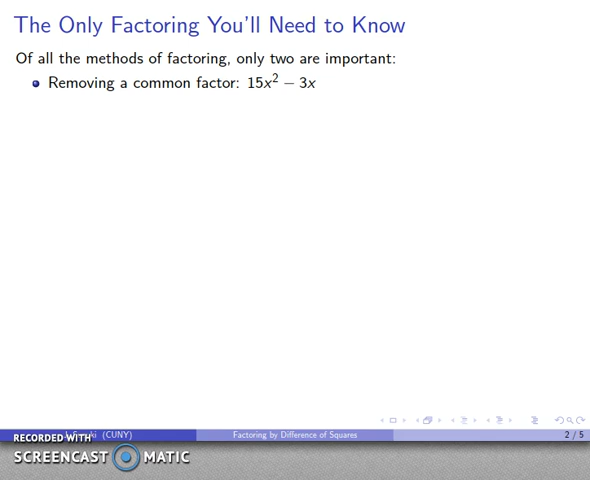 The Only Factoring You'll Need to Know
Of all the methods of factoring, only two are important:
Removing a common factor: 15x² − 3x
(CUNY) Factoring by Difference of Squares 2 / 5
RECORDED WITH
SCREENCAST MATIC